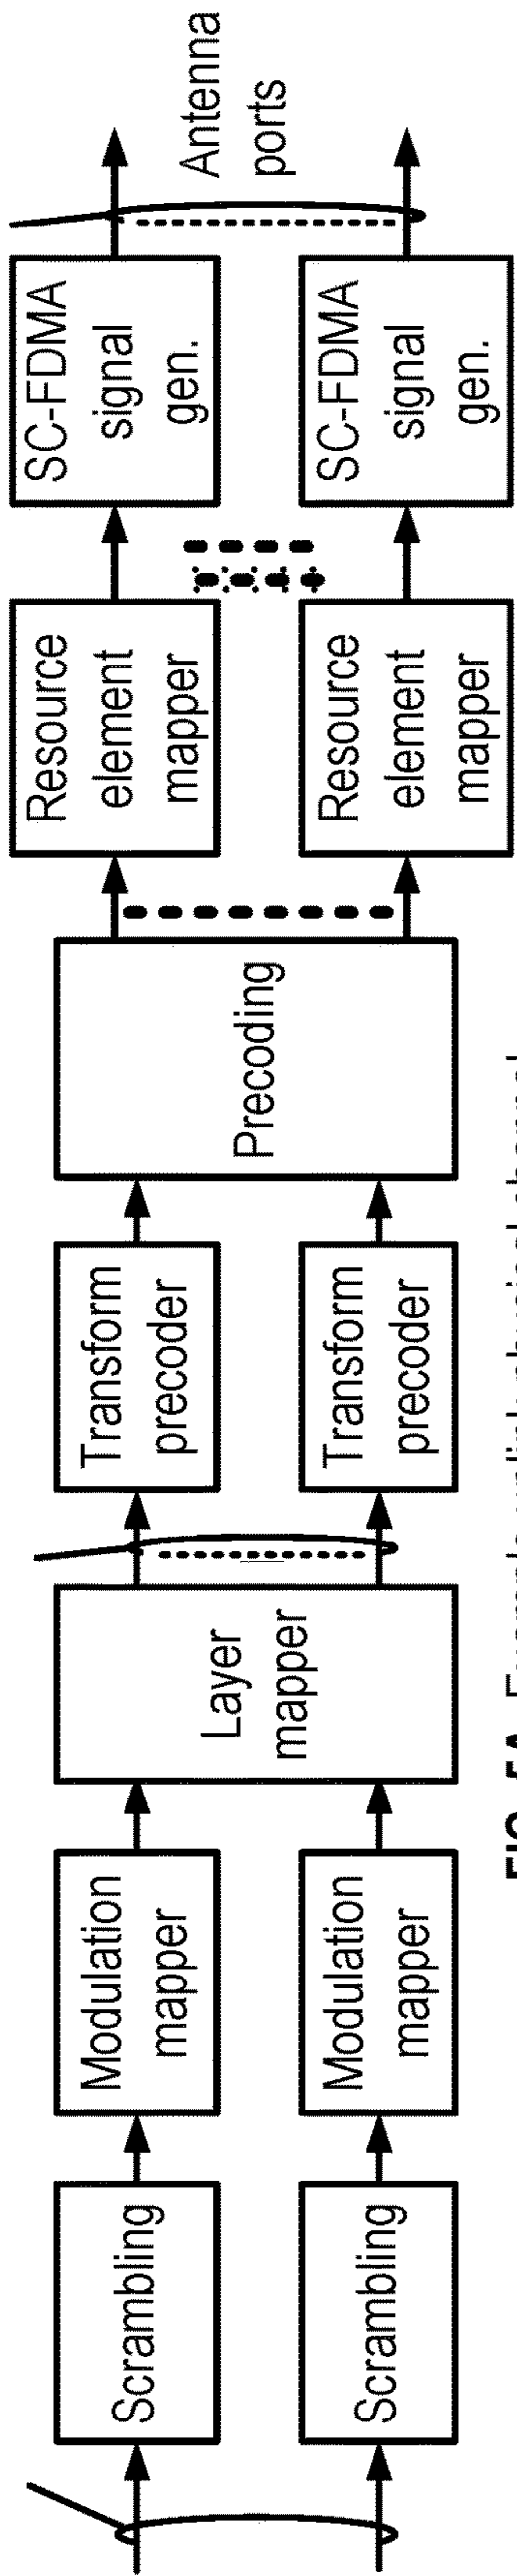 Scrambling
Scrambling
Modulation
mapper
Modulation
mapper
Layer
mapper
Transform
precoder
Transform
precoder
Precoding
Resource
element
mapper
Resource
element
mapper
SC-FDMA
signal
gen.
SC-FDMA
signal
gen.
Antenna
ports